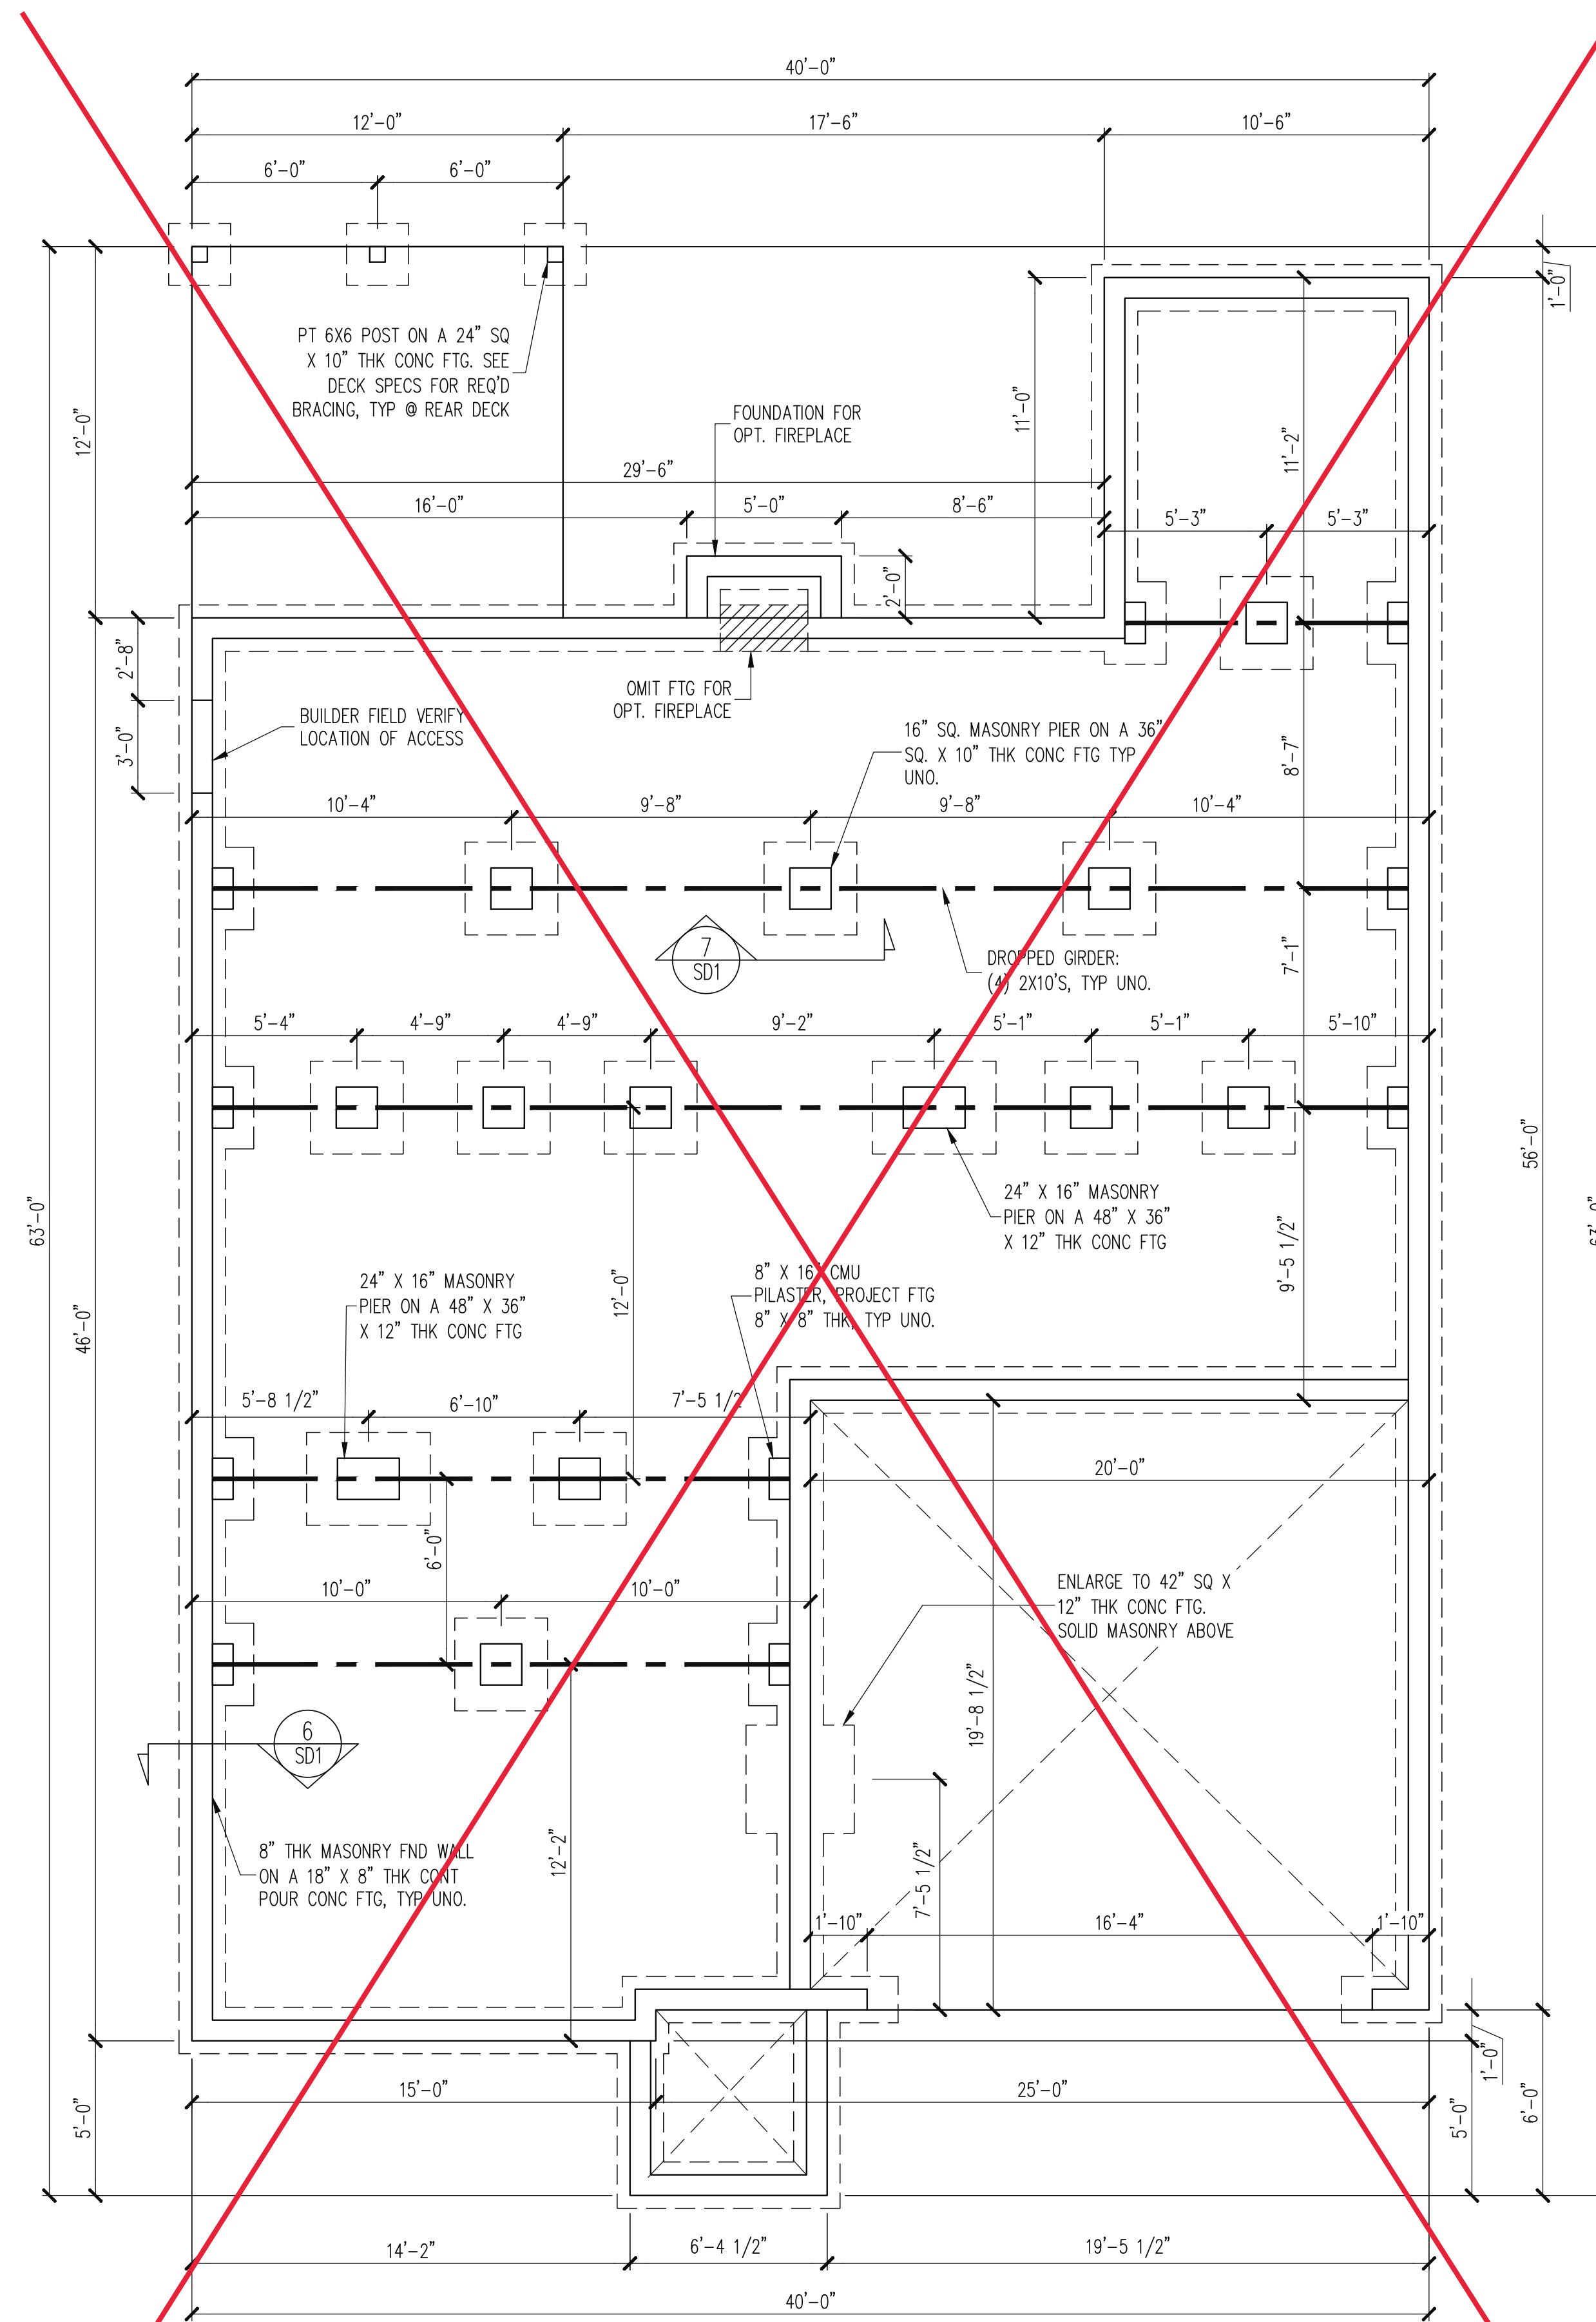 40'-0"
12'-0"
17'-6"
10'-6"
6'-0"
6'-0"
1'-0"
PT 6X6 POST ON A 24" SQ
X 10" THK CONC FTG. SEE
DECK SPECS FOR REQ'D
BRACING, TYP @ REAR DECK
12'-0"
FOUNDATION FOR
OPT. FIREPLACE
11'-0"
11'-2"
29'-6"
16'-0"
5'-0"
8'-6"
5'-3"
5'-3"
2'-0"
2'-8"
OMIT FTG FOR
OPT. FIREPLACE
BUILDER FIELD VERIFY
LOCATION OF ACCESS
3'-0"
16" SQ. MASONRY PIER ON A 36"
SQ. X 10" THK CONC FTG TYP
UNO.
8'-7"
10'-4"
9'-8"
9'-8"
10'-4"
7
SD1
DROPPED GIRDER:
(4) 2X10'S, TYP UNO.
7'-1"
5'-4"
4'-9"
4'-9"
9'-2"
5'-1"
5'-1"
5'-10"
24" X 16" MASONRY
PIER ON A 48" X 36"
X 12" THK CONC FTG
56'-0"
63'-0"
63'-0"
9'-5 1/2"
12'-0"
24" X 16" MASONRY
PIER ON A 48" X 36"
X 12" THK CONC FTG
8" X 16" CMU
PILASTER, PROJECT FTG
8" X 8" THK, TYP UNO.
46'-0"
5'-8 1/2"
6'-10"
7'-5 1/2
20'-0"
6'-0"
10'-0"
10'-0"
ENLARGE TO 42" SQ X
12" THK CONC FTG.
SOLID MASONRY ABOVE
19'-8 1/2"
6
SD1
8" THK MASONRY FND WALL
ON A 18" X 8" THK CONT
POUR CONC FTG, TYP UNO.
12'-2"
7'-5 1/2"
1'-10"
16'-4"
1'-10"
1'-0"
15'-0"
25'-0"
5'-0"
5'-0"
6'-0"
14'-2"
6'-4 1/2"
19'-5 1/2"
40'-0"